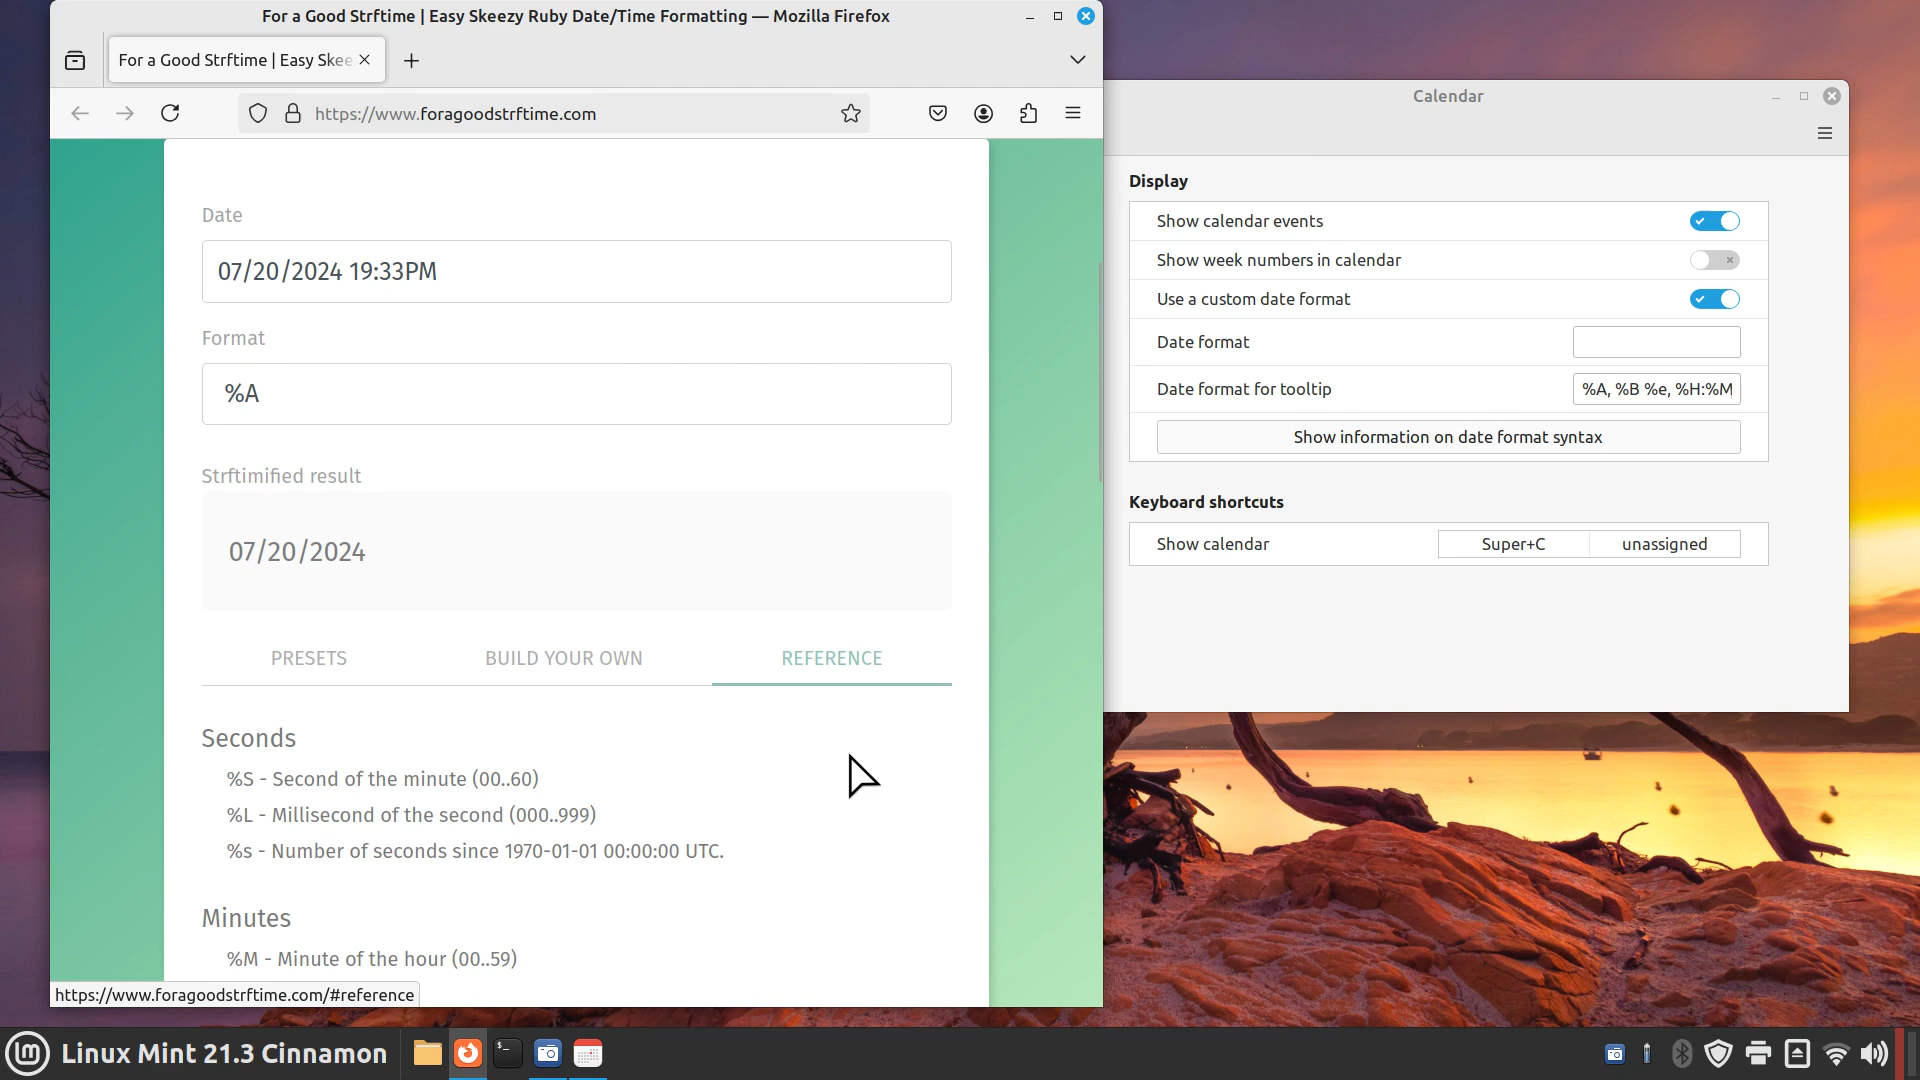 For a Good Strftime | Easy Skeezy Ruby Date/Time Formatting — Mozilla Firefox
For a Good Strftime | Easy Skee
https://www.foragoodstrftime.com
Date
07/20/2024 19:33PM
Format
%A
Strftimified result
07/20/2024
PRESETS
BUILD YOUR OWN
REFERENCE
Seconds
%S - Second of the minute (00..60)
%L - Millisecond of the second (000..999)
%s - Number of seconds since 1970-01-01 00:00:00 UTC.
Minutes
%M - Minute of the hour (00..59)
https://www.foragoodstrftime.com/#reference
Calendar
Display
Show calendar events
Show week numbers in calendar
Use a custom date format
Date format
Date format for tooltip
%A, %B %e, %H:%M
Show information on date format syntax
Keyboard shortcuts
Show calendar
Super+C
unassigned
Linux Mint 21.3 Cinnamon